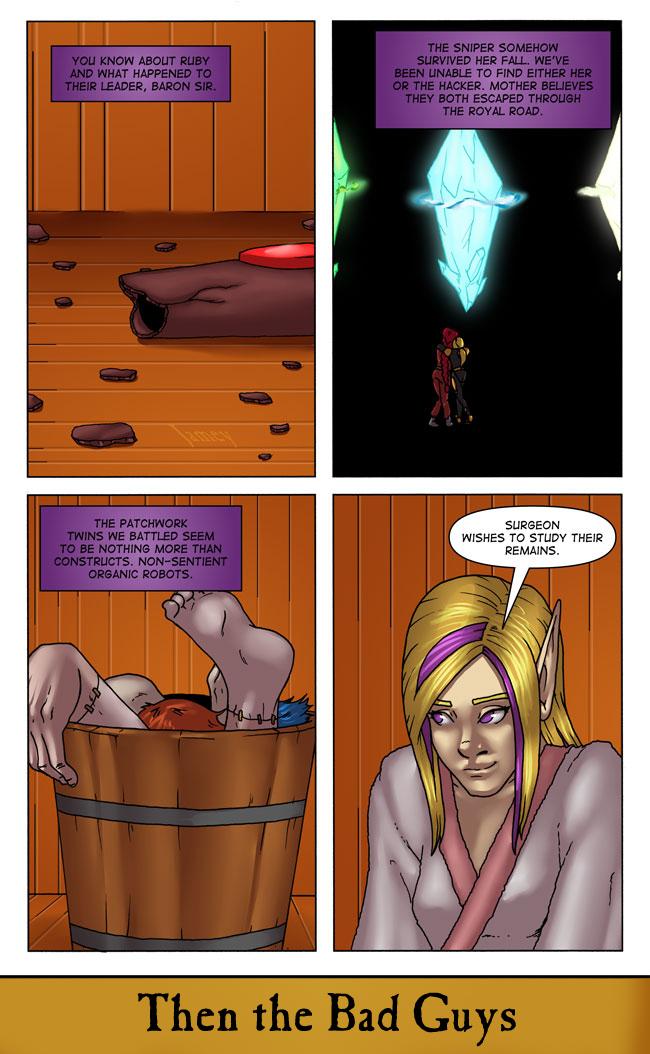 YOU KNOW ABOUT RUBY
AND WHAT HAPPENED TO
THEIR LEADER, BARON SIR.
THE SNIPER SOMEHOW
SURVIVED HER FALL. WE'VE
BEEN UNABLE TO FIND EITHER HER
OR THE HACKER. MOTHER BELIEVES
THEY BOTH ESCAPED THROUGH
THE ROYAL ROAD.
Jamey
THE PATCHWORK
TWINS WE BATTLED SEEM
TO BE NOTHING MORE THAN
CONSTRUCTS. NON-SENTIENT
ORGANIC ROBOTS.
SURGEON
WISHES TO STUDY THEIR
REMAINS.
Then the Bad Guys